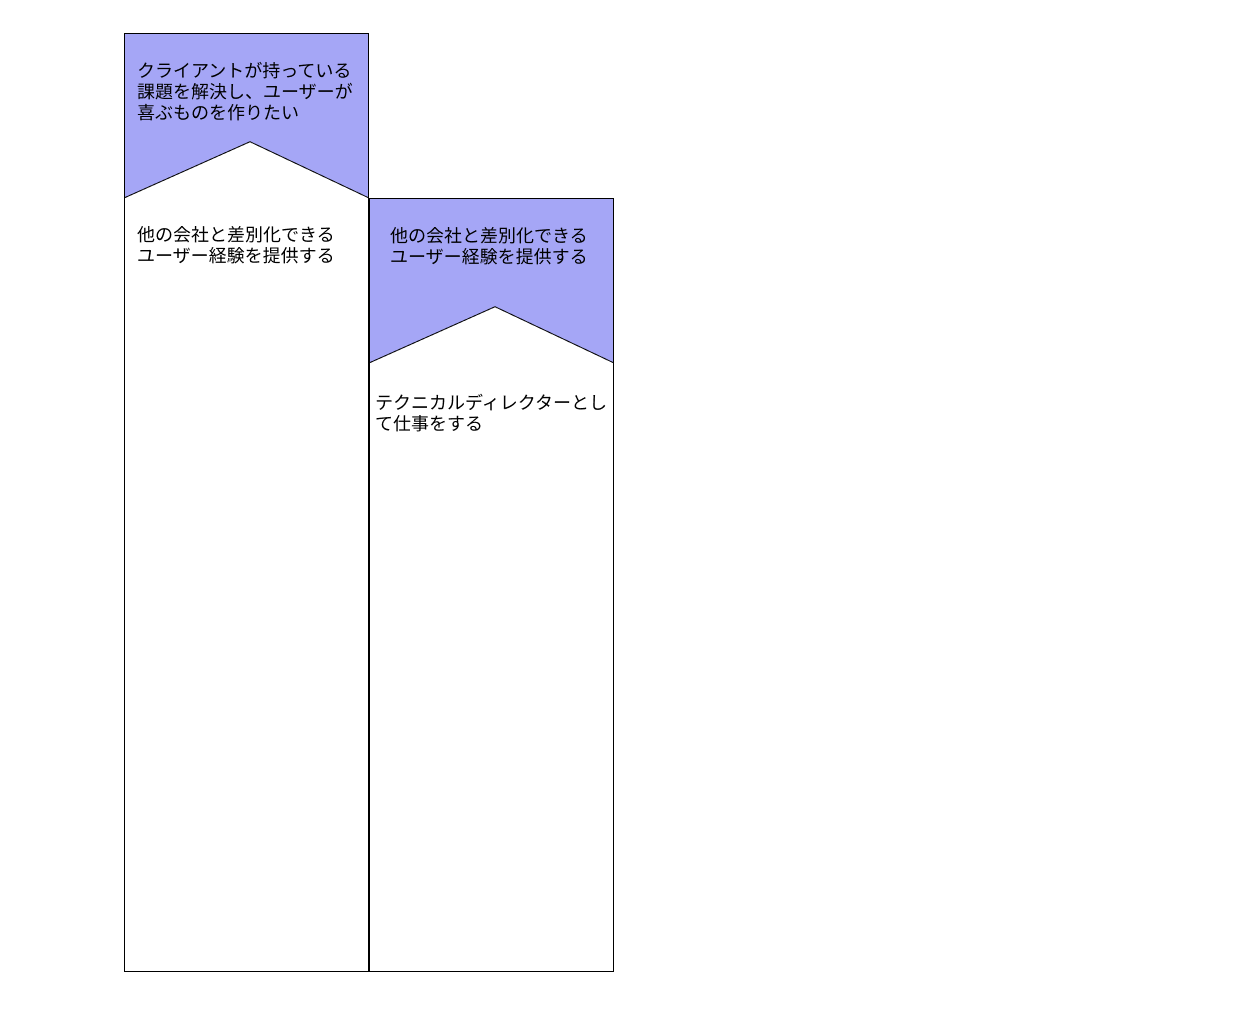 クライアントが持っている
課題を解決し、ユーザーが
喜ぶものを作りたい
他の会社と差別化できる
ユーザー経験を提供する
他の会社と差別化できる
ユーザー経験を提供する
テクニカルディレクターとし
て仕事をする